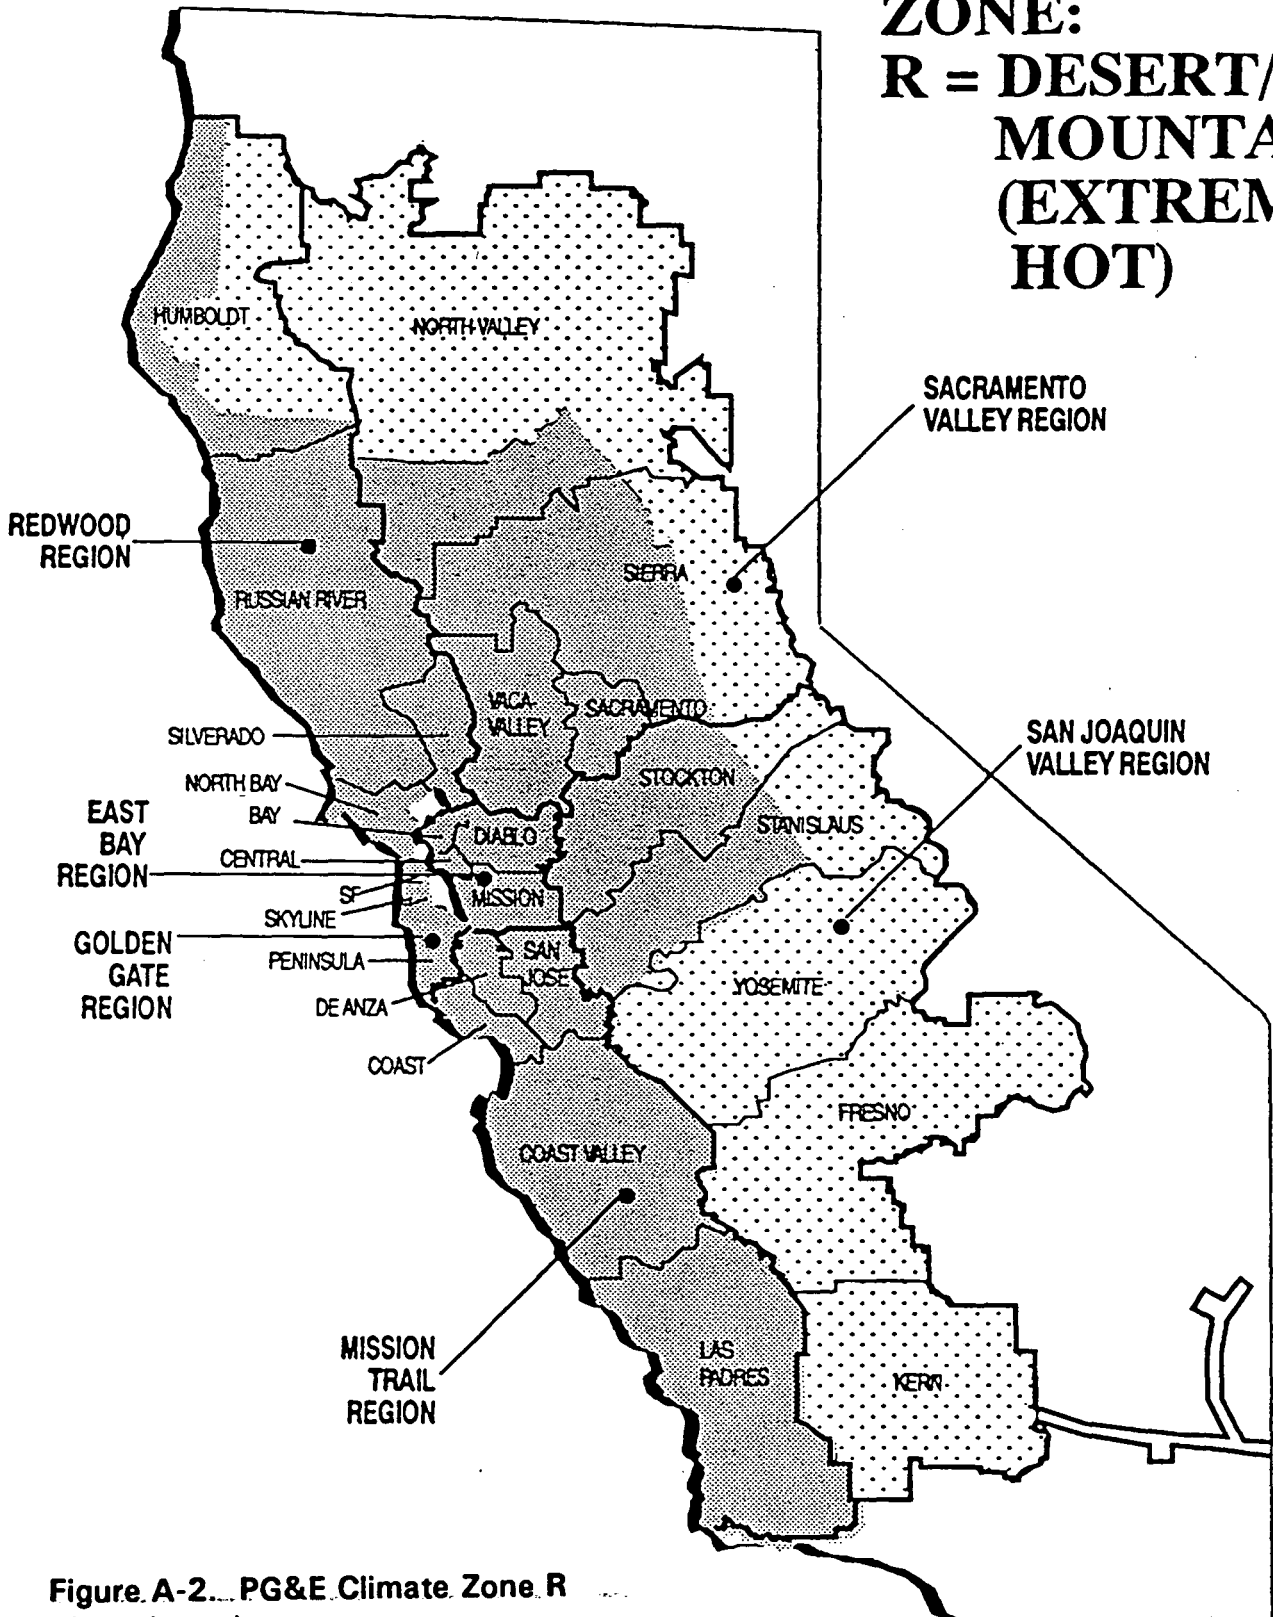 ZONE:
R = DESERT/
MOUNTA
(EXTREM
HOT)
HUMBOLDT
NORTH VALLEY
SACRAMENTO
VALLEY REGION
REDWOOD
REGION
SIERRA
RUSSIAN RIVER
VACA-
VALLEY
SACRAMENTO
SILVERADO
SAN JOAQUIN
VALLEY REGION
STOCKTON
NORTH BAY
EAST
BAY
REGION
BAY
DIABLO
STANISLAUS
CENTRAL
SF
MISSION
SKYLINE
GOLDEN
GATE
REGION
PENINSULA
SAN
JOSE
YOSEMITE
DE ANZA
COAST
FRESNO
COAST VALLEY
MISSION
TRAIL
REGION
LAS
PADRES
KERN
Figure A-2. PG&E Climate Zone R